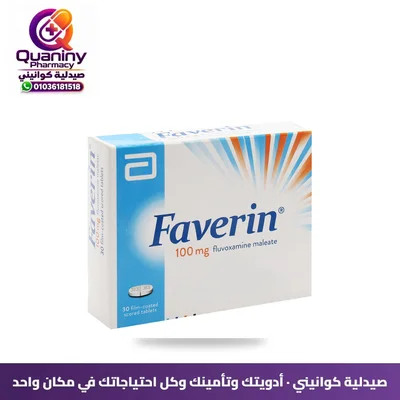 Quaniny
Pharmacy
صيدلية كوانيني
01036181518
Faverin®
100 mg fluvoxamine maleate
30 film-coated
scored tablets
صيدلية كوانيني · أدويتك وتأمينك وكل احتياجاتك في مكان واحد